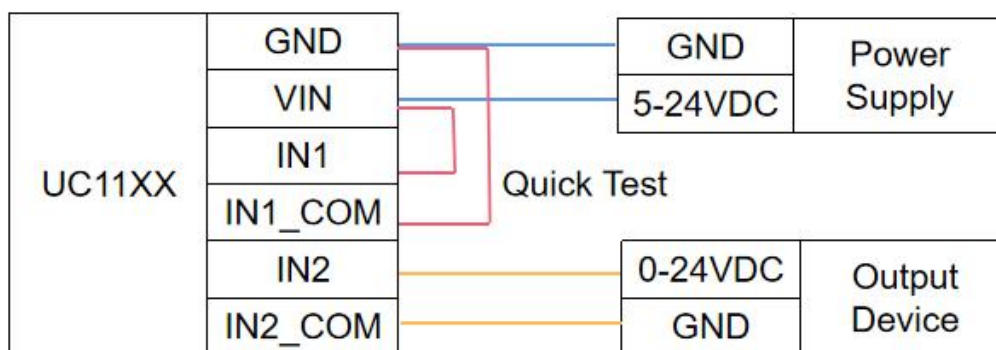 UC11XX
GND
VIN
IN1
IN1_COM
IN2
IN2_COM
GND
5-24VDC
Power
Supply
Quick Test
0-24VDC
GND
Output
Device